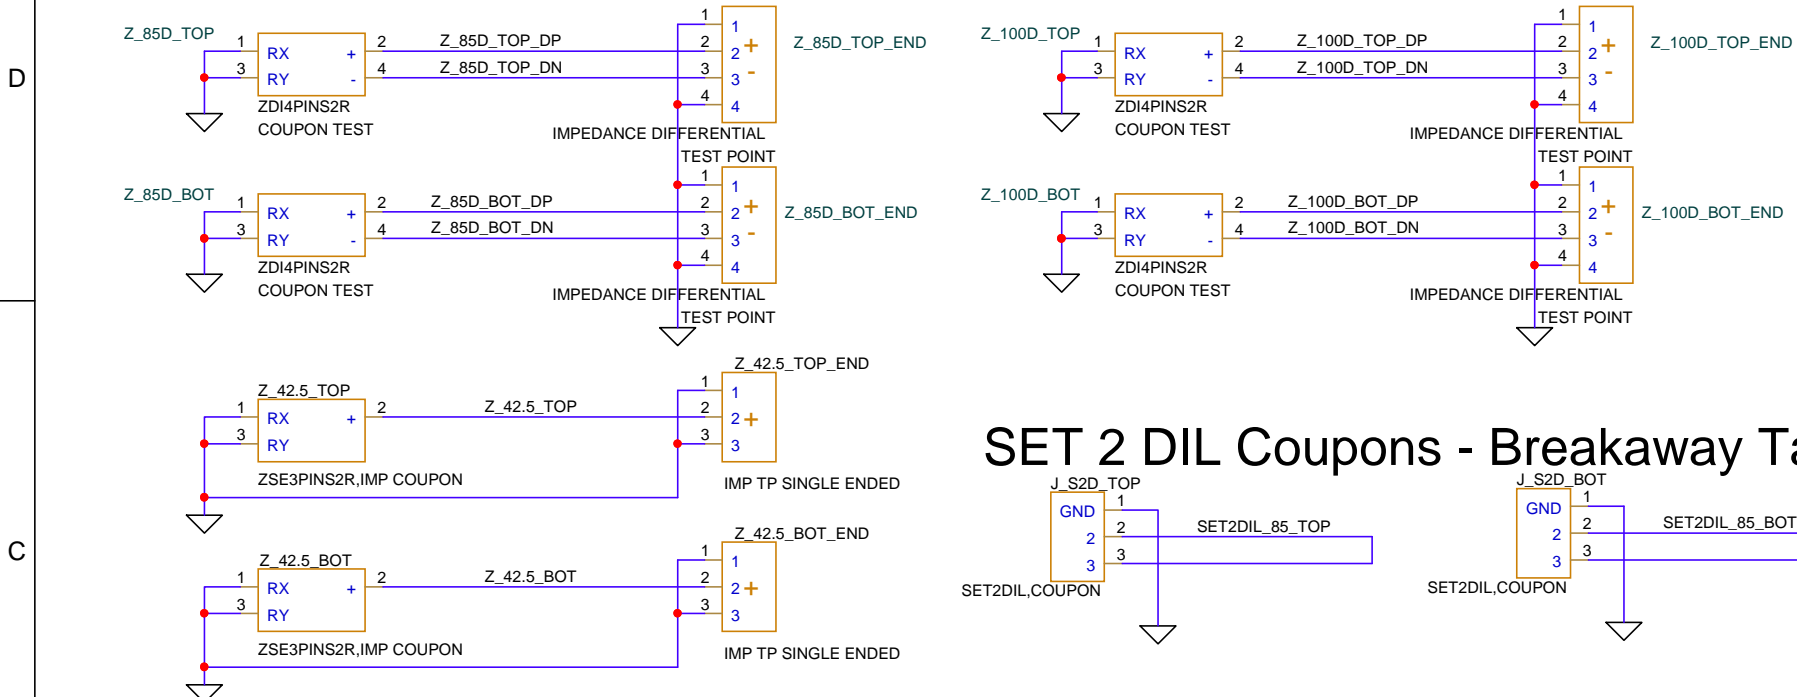 D
Z_85D_TOP
1 RX + 2
3 RY - 4
ZDI4PINS2R
COUPON TEST
Z_85D_TOP_DP
Z_85D_TOP_DN
1 1
2 2 +
3 3 -
4 4
Z_85D_TOP_END
IMPEDANCE DIFFERENTIAL
TEST POINT
Z_100D_TOP
1 RX + 2
3 RY - 4
ZDI4PINS2R
COUPON TEST
Z_100D_TOP_DP
Z_100D_TOP_DN
1 1
2 2 +
3 3 -
4 4
Z_100D_TOP_END
IMPEDANCE DIFFERENTIAL
TEST POINT
Z_85D_BOT
1 RX + 2
3 RY - 4
ZDI4PINS2R
COUPON TEST
Z_85D_BOT_DP
Z_85D_BOT_DN
1 1
2 2 +
3 3 -
4 4
Z_85D_BOT_END
IMPEDANCE DIFFERENTIAL
TEST POINT
Z_100D_BOT
1 RX + 2
3 RY - 4
ZDI4PINS2R
COUPON TEST
Z_100D_BOT_DP
Z_100D_BOT_DN
1 1
2 2 +
3 3 -
4 4
Z_100D_BOT_END
IMPEDANCE DIFFERENTIAL
TEST POINT
C
Z_42.5_TOP
1 RX + 2
3 RY
ZSE3PINS2R,IMP COUPON
Z_42.5_TOP
Z_42.5_TOP_END
1 1
2 2 +
3 3
IMP TP SINGLE ENDED
Z_42.5_BOT
1 RX + 2
3 RY
ZSE3PINS2R,IMP COUPON
Z_42.5_BOT
Z_42.5_BOT_END
1 1
2 2 +
3 3
IMP TP SINGLE ENDED
SET 2 DIL Coupons - Breakaway Ta
J_S2D_TOP
GND 1
2 2
3 3
SET2DIL_85_TOP
SET2DIL,COUPON
J_S2D_BOT
GND 1
2 2
3 3
SET2DIL_85_BOT
SET2DIL,COUPON